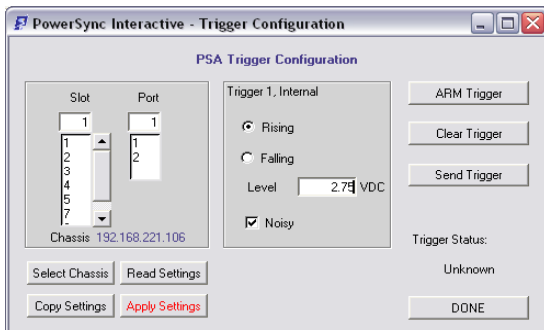 PowerSync Interactive - Trigger Configuration
PSA Trigger Configuration
Slot Port
1 1
1
2
3
4
5
7
1
2
Chassis 192.168.221.106
Trigger 1, Internal
Rising
Falling
Level 2.75 VDC
Noisy
ARM Trigger
Clear Trigger
Send Trigger
Trigger Status:
Unknown
Select Chassis Read Settings
Copy Settings Apply Settings
DONE